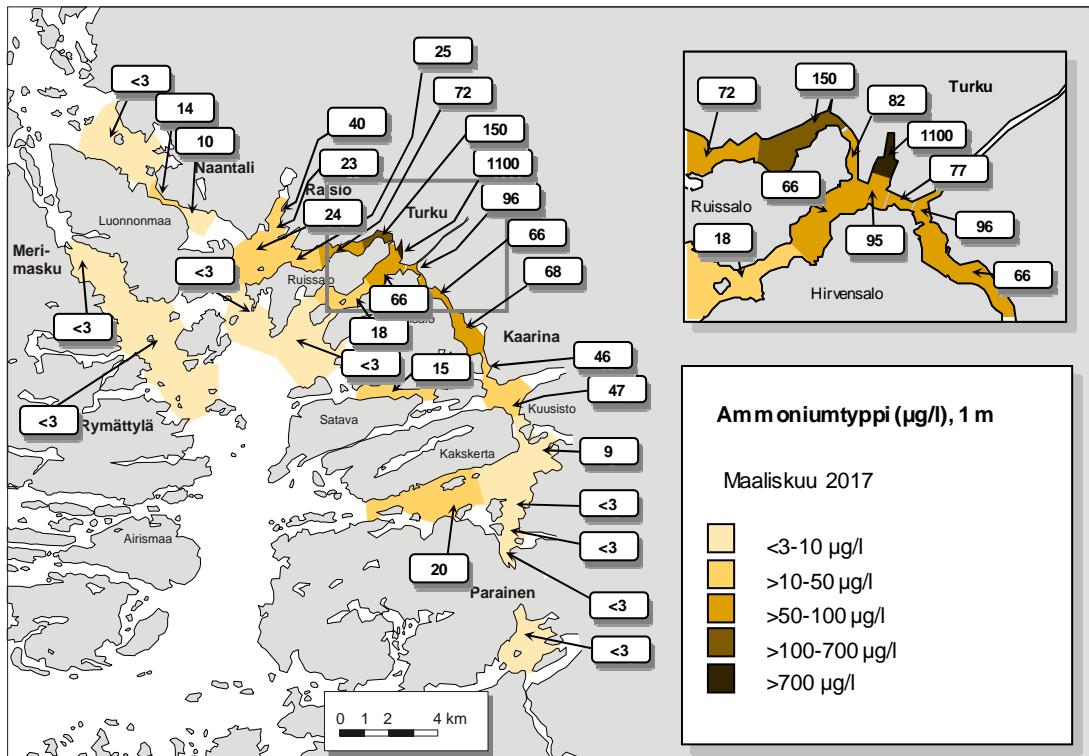 <3
14
10
25
72
40
150
23
1100
24
96
66
68
Naantali
Raisio
Turku
Luonnonmaa
Meri-
masku
<3
Ruissalo
66
<3
18
<3
Kaarina
46
15
47
<3
Rymättylä
Satava
Kuusisto
Kakskerta
9
<3
Airismaa
<3
20
Parainen
<3
<3
0 1 2 4 km
150
72
82
Turku
1100
77
66
Ruissalo
18
95
96
66
Hirvensalo
Ammoniumtyppi (µg/l), 1 m
Maaliskuu 2017
<3-10 µg/l
>10-50 µg/l
>50-100 µg/l
>100-700 µg/l
>700 µg/l